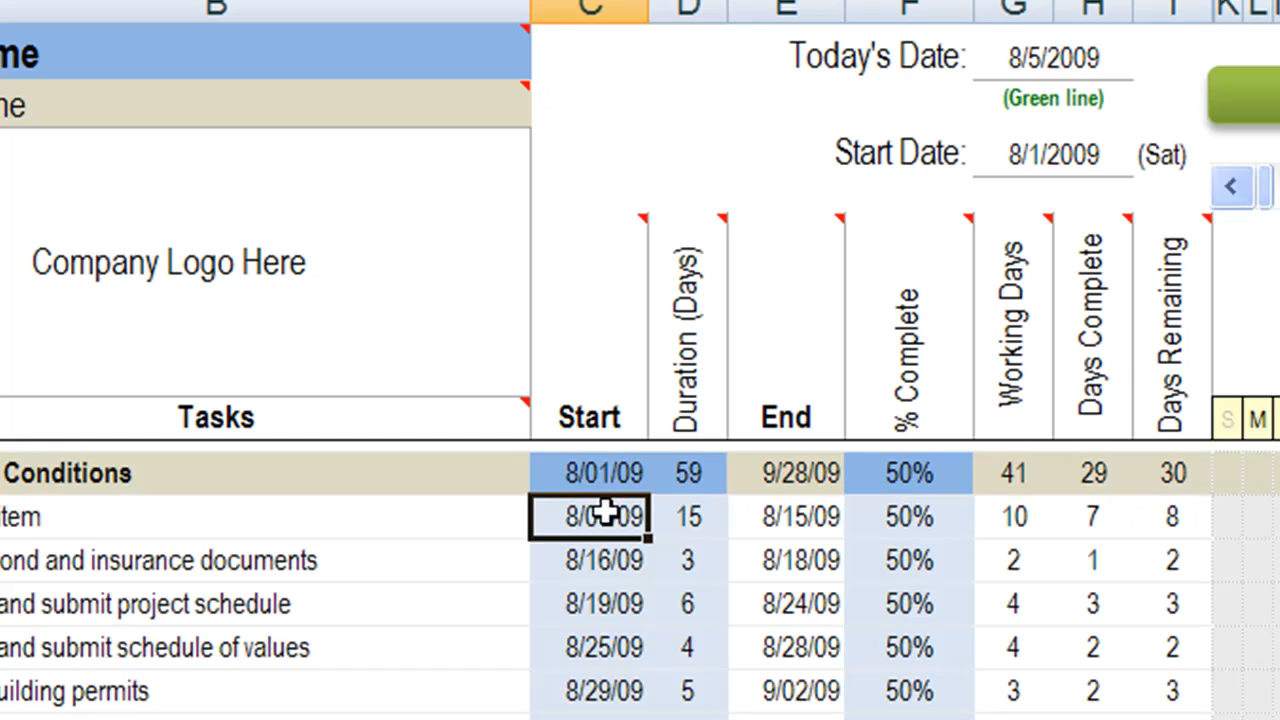 B C D E F G H I K L
me
Today's Date: 8/5/2009
(Green line)
ne
Start Date: 8/1/2009 (Sat)
Company Logo Here
Tasks Start Duration (Days) End % Complete Working Days Days Complete Days Remaining S M
Conditions 8/01/09 59 9/28/09 50% 41 29 30
item 8/0 09 15 8/15/09 50% 10 7 8
ond and insurance documents 8/16/09 3 8/18/09 50% 2 1 2
and submit project schedule 8/19/09 6 8/24/09 50% 4 3 3
and submit schedule of values 8/25/09 4 8/28/09 50% 4 2 2
uilding permits 8/29/09 5 9/02/09 50% 3 2 3